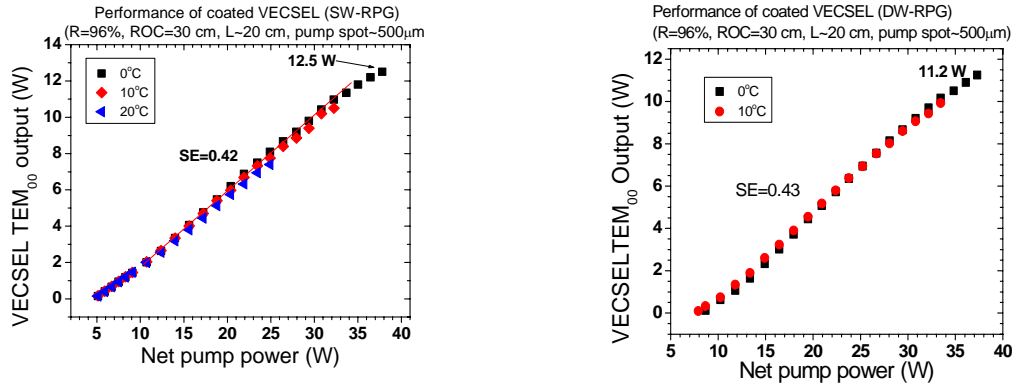 Performance of coated VECSEL (SW-RPG)
(R=96%, ROC=30 cm, L~20 cm, pump spot~500µm
14
12
10
8
6
4
2
0
VECSEL TEM₀₀ output (W)
0°C
10°C
20°C
12.5 W
SE=0.42
0 5 10 15 20 25 30 35 40
Net pump power (W)
Performance of coated VECSEL (DW-RPG)
(R=96%, ROC=30 cm, L~20 cm, pump spot~500µm)
12
10
8
6
4
2
0
VECSELTEM₀₀ Output (W)
0°C
10°C
11.2 W
SE=0.43
5 10 15 20 25 30 35 40
Net pump power (W)